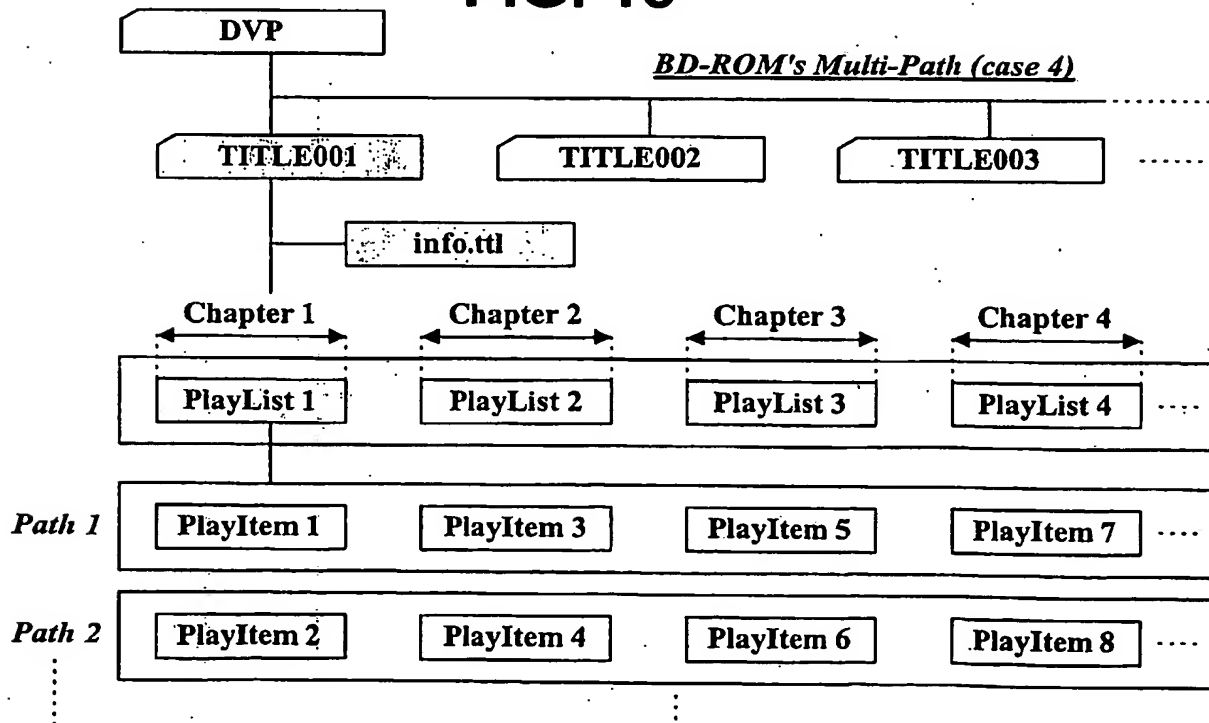 DVP
BD-ROM's Multi-Path (case 4)
TITLE001 TITLE002 TITLE003
info.ttl
Chapter 1 Chapter 2 Chapter 3 Chapter 4
PlayList 1 PlayList 2 PlayList 3 PlayList 4
Path 1 PlayItem 1 PlayItem 3 PlayItem 5 PlayItem 7
Path 2 PlayItem 2 PlayItem 4 PlayItem 6 PlayItem 8